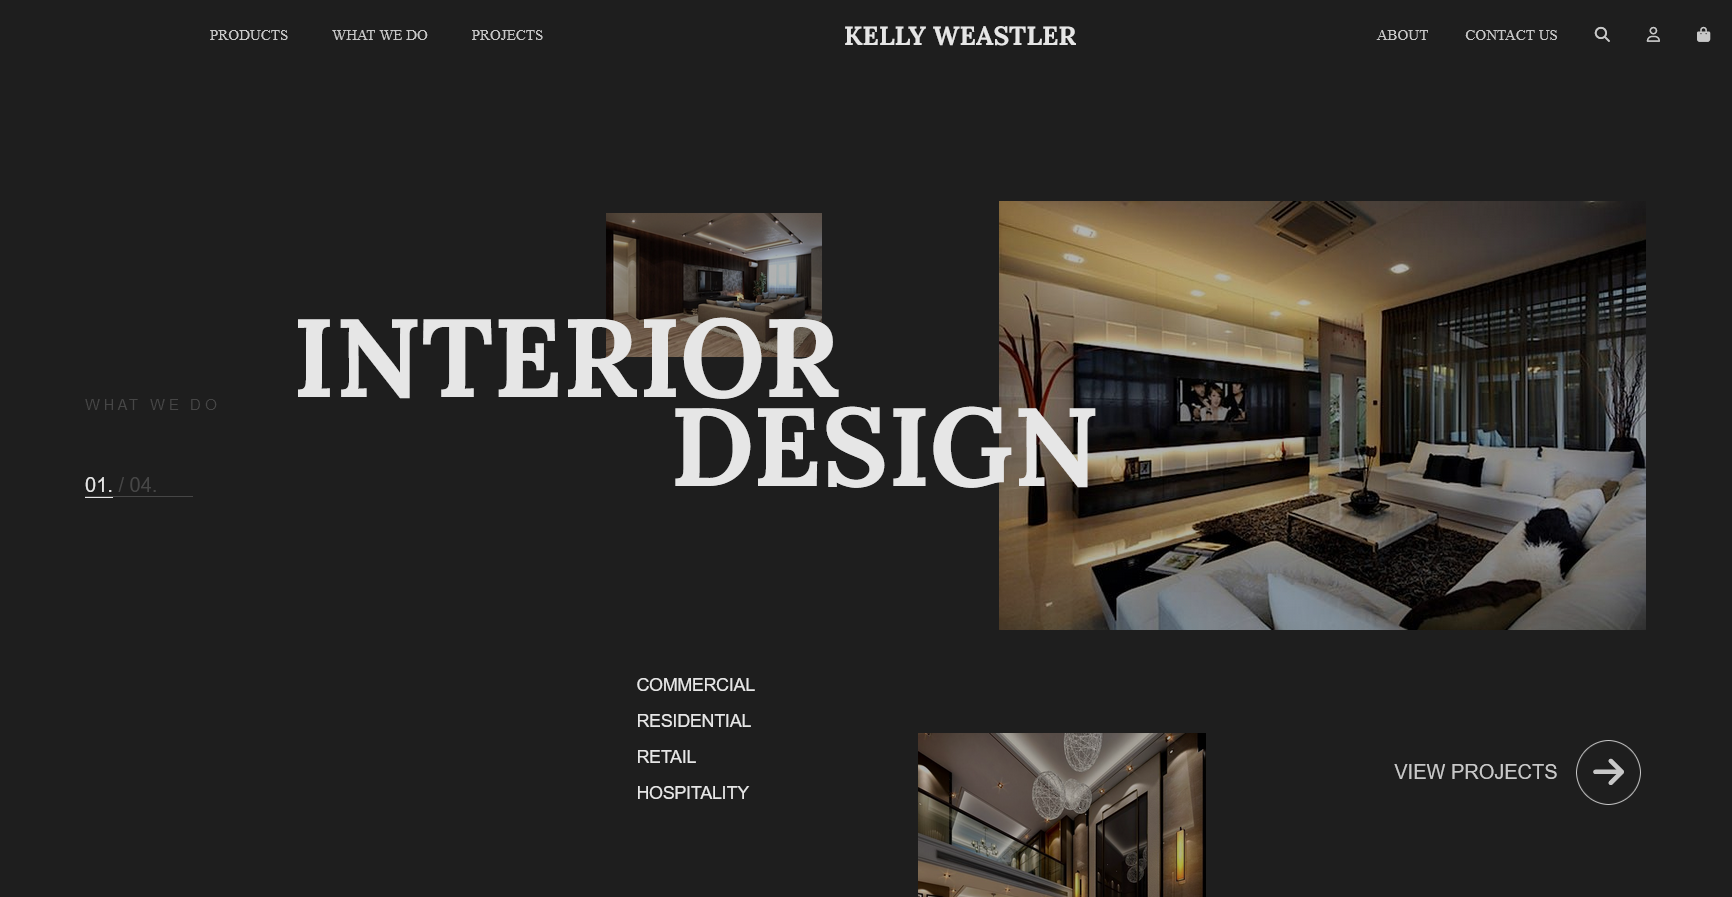 PRODUCTS WHAT WE DO PROJECTS KELLY WEASTLER ABOUT CONTACT US
INTERIOR
DESIGN
WHAT WE DO
01. / 04.
COMMERCIAL
RESIDENTIAL
RETAIL
HOSPITALITY
VIEW PROJECTS